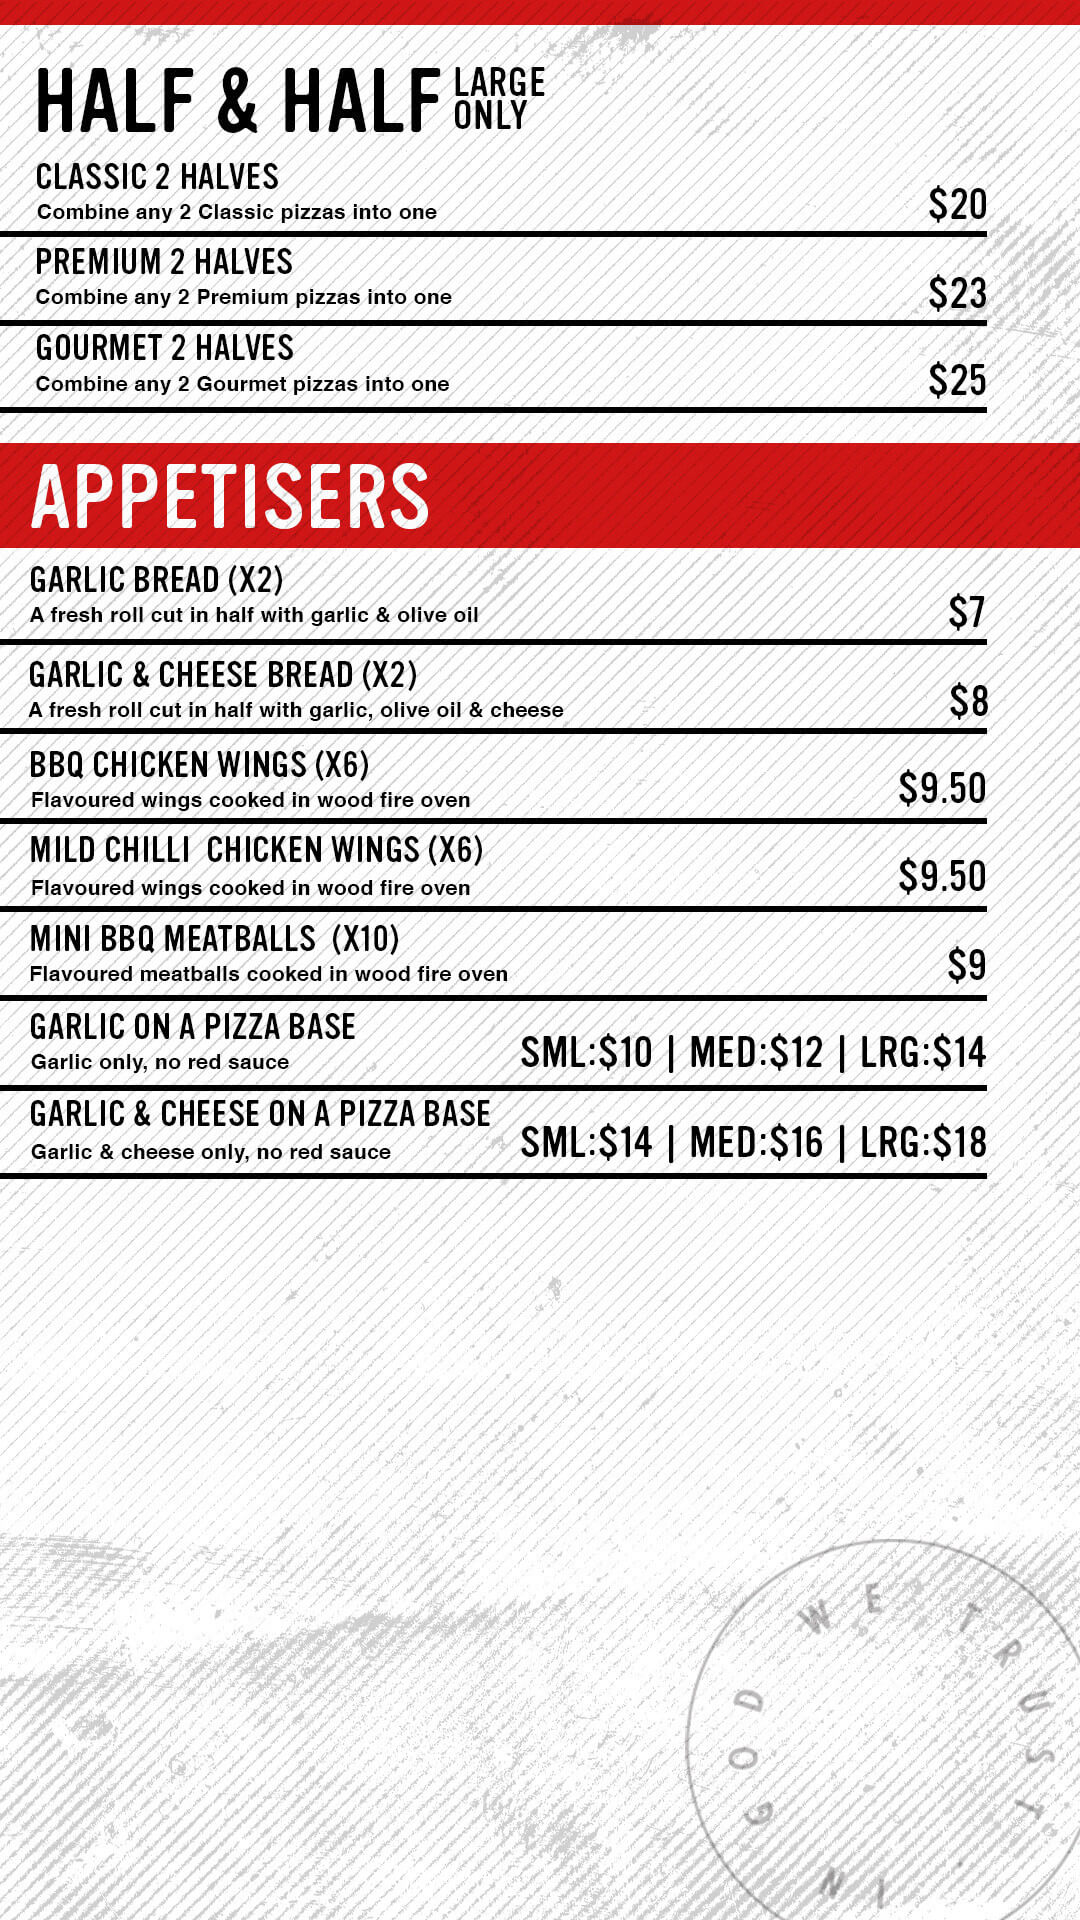 HALF & HALF LARGE ONLY
CLASSIC 2 HALVES
Combine any 2 Classic pizzas into one
$20
PREMIUM 2 HALVES
Combine any 2 Premium pizzas into one
$23
GOURMET 2 HALVES
Combine any 2 Gourmet pizzas into one
$25
APPETISERS
GARLIC BREAD (X2)
A fresh roll cut in half with garlic & olive oil
$7
GARLIC & CHEESE BREAD (X2)
A fresh roll cut in half with garlic, olive oil & cheese
$8
BBQ CHICKEN WINGS (X6)
Flavoured wings cooked in wood fire oven
$9.50
MILD CHILLI CHICKEN WINGS (X6)
Flavoured wings cooked in wood fire oven
$9.50
MINI BBQ MEATBALLS (X10)
Flavoured meatballs cooked in wood fire oven
$9
GARLIC ON A PIZZA BASE
Garlic only, no red sauce
SML:$10 | MED:$12 | LRG:$14
GARLIC & CHEESE ON A PIZZA BASE
Garlic & cheese only, no red sauce
SML:$14 | MED:$16 | LRG:$18
IN GOD WE TRUST